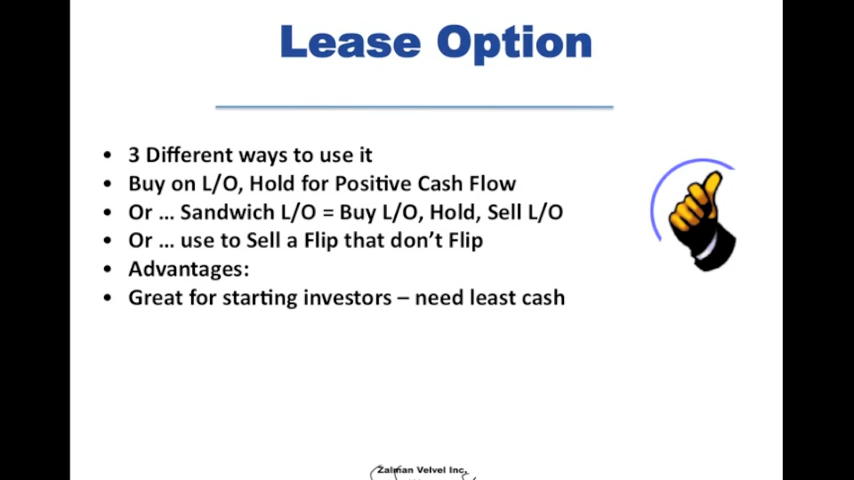 Lease Option
• 3 Different ways to use it
• Buy on L/O, Hold for Positive Cash Flow
• Or … Sandwich L/O = Buy L/O, Hold, Sell L/O
• Or … use to Sell a Flip that don’t Flip
• Advantages:
• Great for starting investors – need least cash
Zalman Velvel Inc.